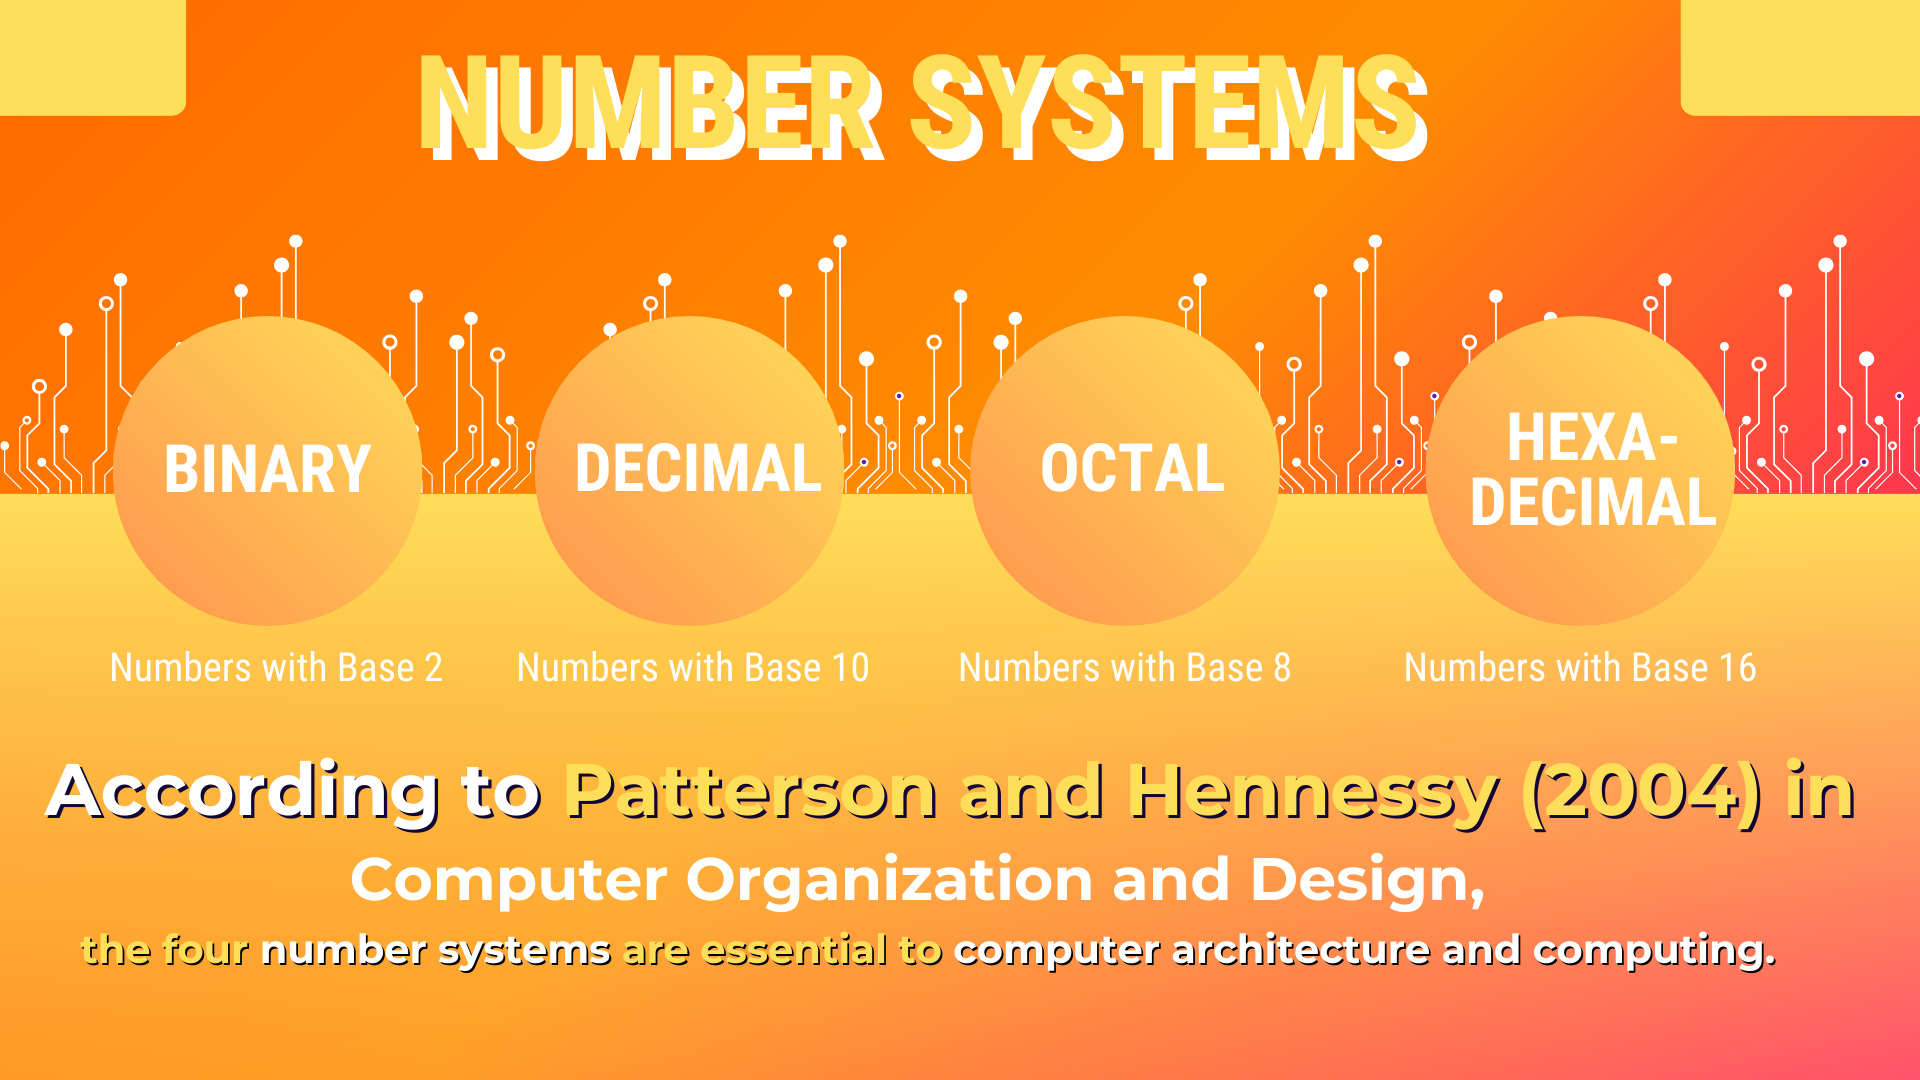 NUMBER SYSTEMS
BINARY
DECIMAL
OCTAL
HEXA-
DECIMAL
Numbers with Base 2
Numbers with Base 10
Numbers with Base 8
Numbers with Base 16
According to Patterson and Hennessy (2004) in
Computer Organization and Design,
the four number systems are essential to computer architecture and computing.